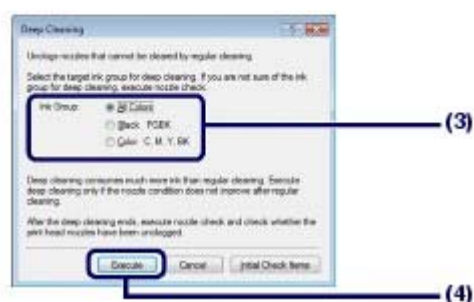 Deep Cleaning
Unclogs nozzles that cannot be cleared by regular cleaning.
Select the target ink group for deep cleaning. If you are not sure of the ink
group for deep cleaning, execute nozzle check.
Ink Group:
All Colors
Black PGBK
Color C, M, Y, BK
(3)
Deep cleaning consumes much more ink than regular cleaning. Execute
deep cleaning only if the nozzle condition does not improve after regular
cleaning.
After the deep cleaning ends, execute nozzle check and check whether the
print head nozzles have been unclogged.
Execute Cancel Initial Check Items
(4)